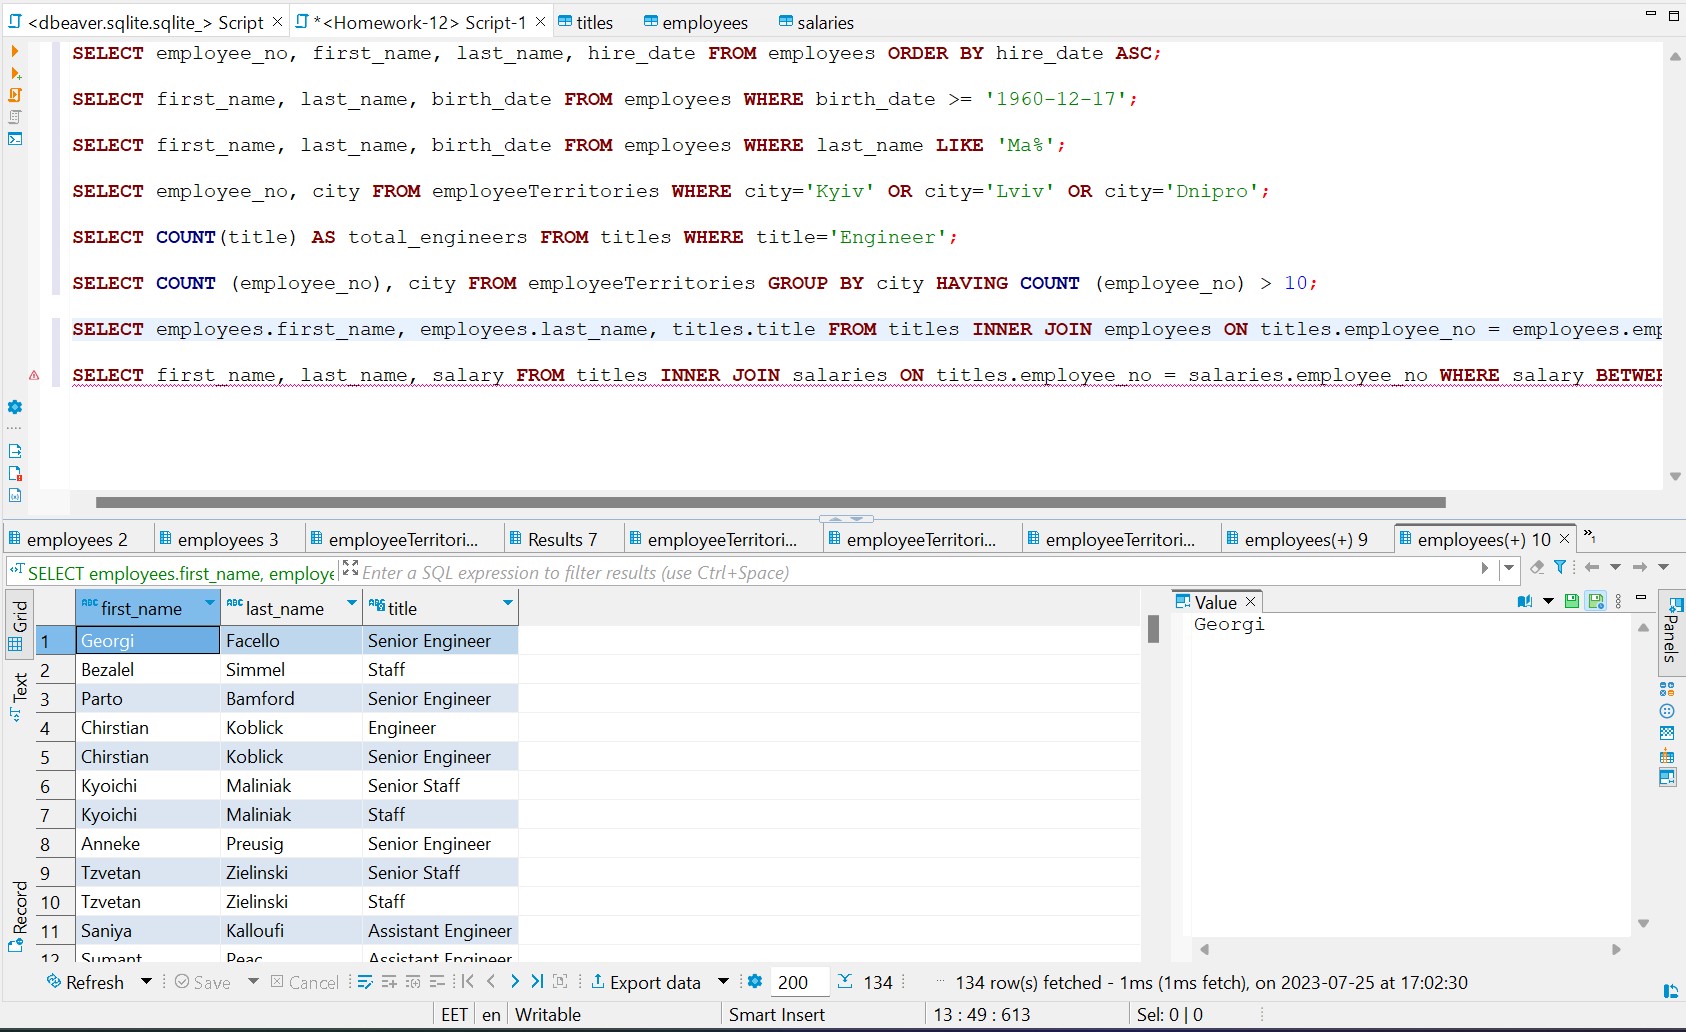 <dbeaver.sqlite.sqlite_> Script
*<Homework-12> Script-1
titles
employees
salaries
SELECT employee_no, first_name, last_name, hire_date FROM employees ORDER BY hire_date ASC;
SELECT first_name, last_name, birth_date FROM employees WHERE birth_date >= '1960-12-17';
SELECT first_name, last_name, birth_date FROM employees WHERE last_name LIKE 'Ma%';
SELECT employee_no, city FROM employeeTerritories WHERE city='Kyiv' OR city='Lviv' OR city='Dnipro';
SELECT COUNT(title) AS total_engineers FROM titles WHERE title='Engineer';
SELECT COUNT (employee_no), city FROM employeeTerritories GROUP BY city HAVING COUNT (employee_no) > 10;
SELECT employees.first_name, employees.last_name, titles.title FROM titles INNER JOIN employees ON titles.employee_no = employees.emp
SELECT first_name, last_name, salary FROM titles INNER JOIN salaries ON titles.employee_no = salaries.employee_no WHERE salary BETWEE
employees 2
employees 3
employeeTerritori...
Results 7
employeeTerritori...
employeeTerritori...
employeeTerritori...
employees(+) 9
employees(+) 10
»1
SELECT employees.first_name, employe
Enter a SQL expression to filter results (use Ctrl+Space)
Grid
Text
Record
first_name last_name title
1 Georgi Facello Senior Engineer
2 Bezalel Simmel Staff
3 Parto Bamford Senior Engineer
4 Chirstian Koblick Engineer
5 Chirstian Koblick Senior Engineer
6 Kyoichi Maliniak Senior Staff
7 Kyoichi Maliniak Staff
8 Anneke Preusig Senior Engineer
9 Tzvetan Zielinski Senior Staff
10 Tzvetan Zielinski Staff
11 Saniya Kalloufi Assistant Engineer
12 Sumant Peac Assistant Engineer
Value
Georgi
Panels
Refresh
Save
Cancel
Export data
200
134
134 row(s) fetched - 1ms (1ms fetch), on 2023-07-25 at 17:02:30
EET
en
Writable
Smart Insert
13 : 49 : 613
Sel: 0 | 0